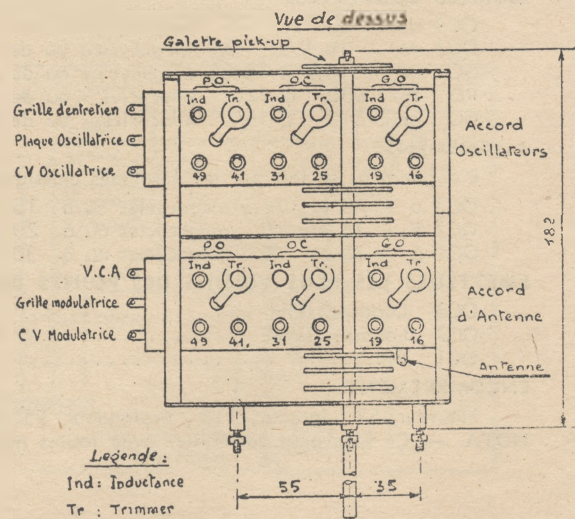 Vue de dessus
Galette pick-up
P.O. O.C G.O
Ind Tr. Ind Tr. Ind Tr.
Grille d'entretien
Plaque Oscillatrice
CV Oscillatrice
49 41 31 25 19 16
Accord
Oscillateurs
182
P.O O.C G.O
Ind Tr. Ind Tr. Ind Tr.
V.C.A
Grille modulatrice
C V. Modulatrice
49 41. 31 25 19 16
Accord
d'Antenne
Antenne
Legende:
Ind: Inductance
Tr : Trimmer
55 35